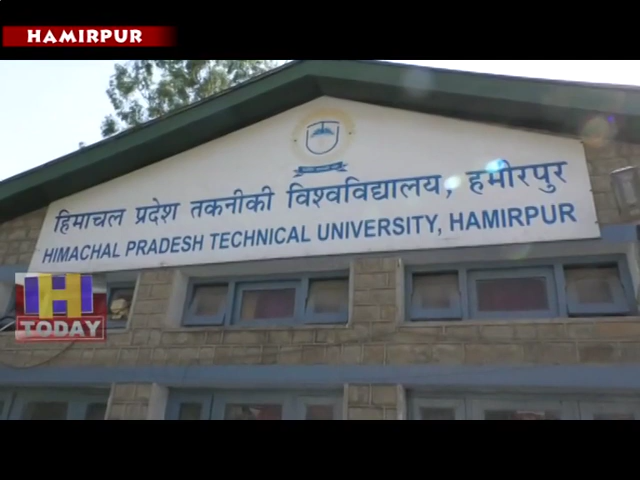 HAMIRPUR
हिमाचल प्रदेश तकनीकी विश्वविद्यालय, हमीरपुर
HIMACHAL PRADESH TECHNICAL UNIVERSITY, HAMIRPUR
H
TODAY